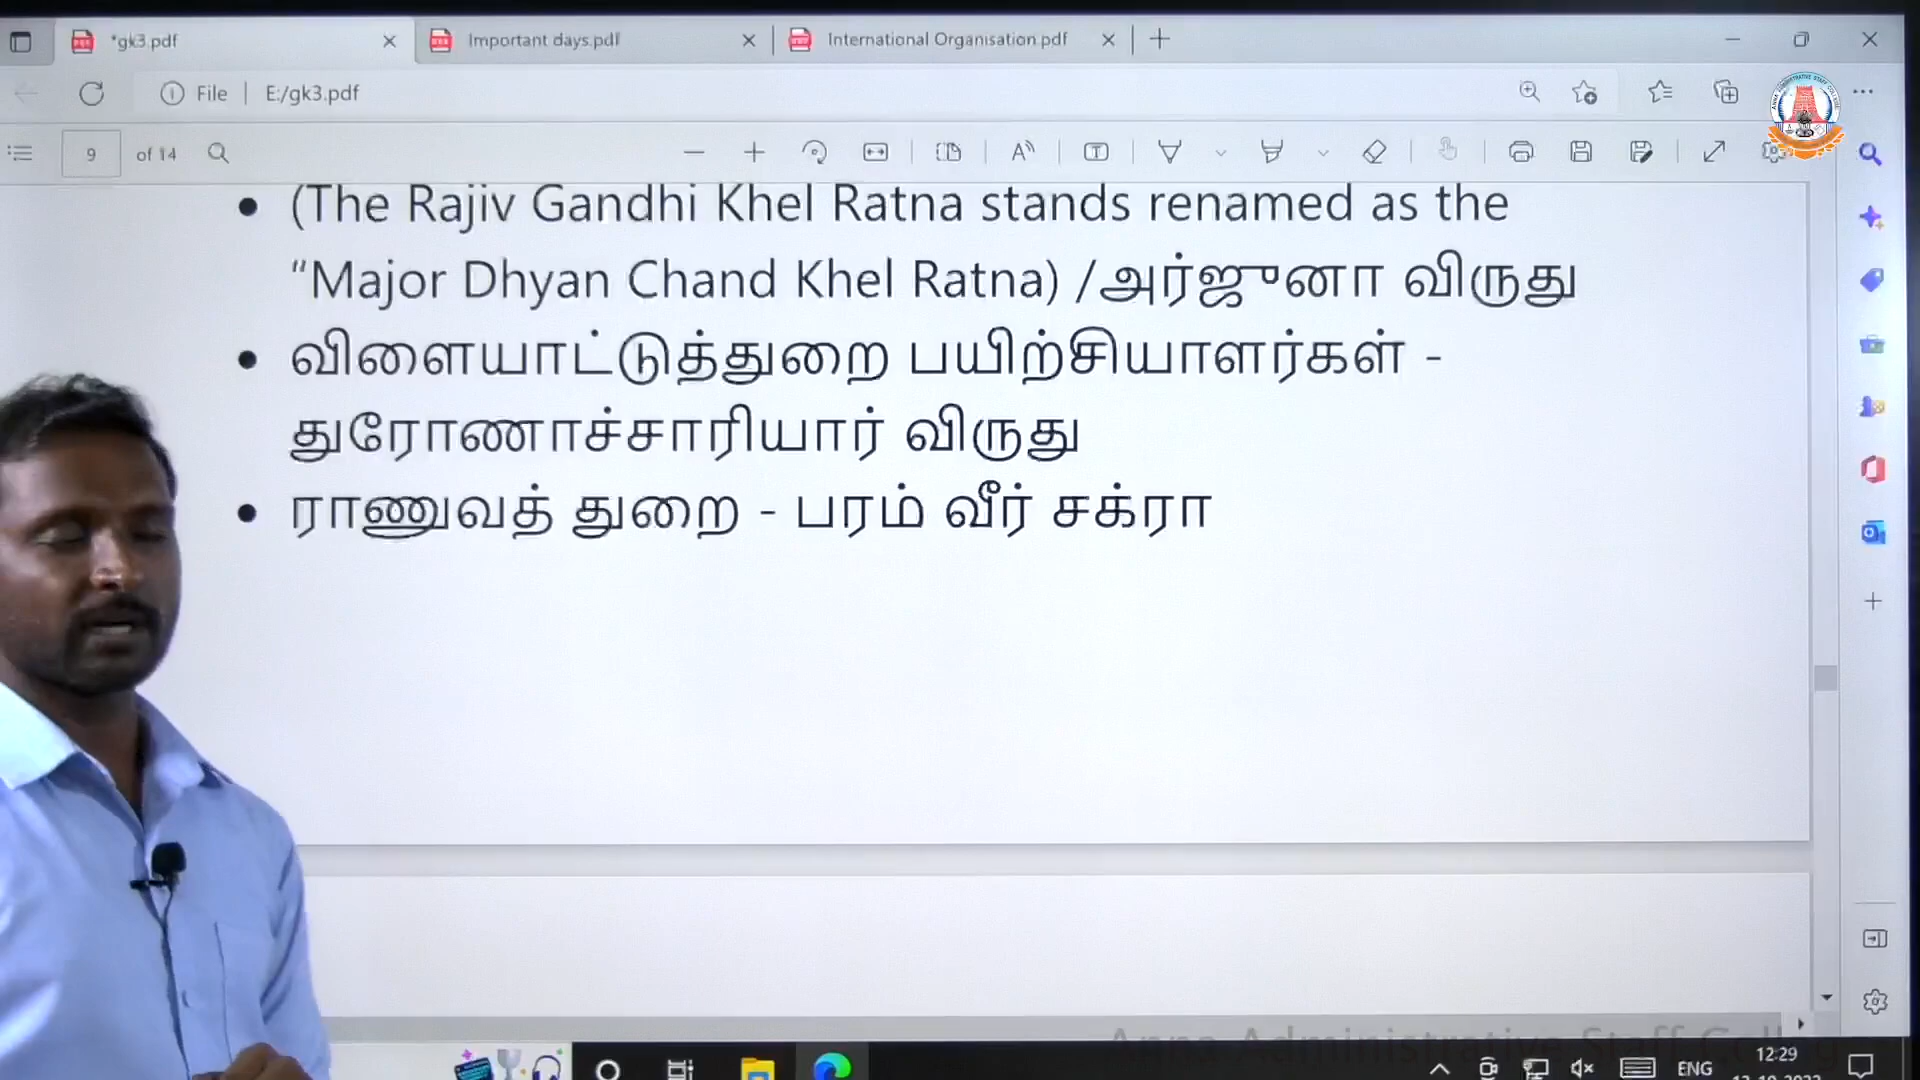 *gk3.pdf
Important days.pdf
International Organisation.pdf
File
E:/gk3.pdf
9
of 14
(The Rajiv Gandhi Khel Ratna stands renamed as the
“Major Dhyan Chand Khel Ratna) /அர்ஜுனா விருது
விளையாட்டுத்துறை பயிற்சியாளர்கள் -
துரோணாச்சாரியார் விருது
ராணுவத் துறை - பரம் வீர் சக்ரா
ENG
12:29